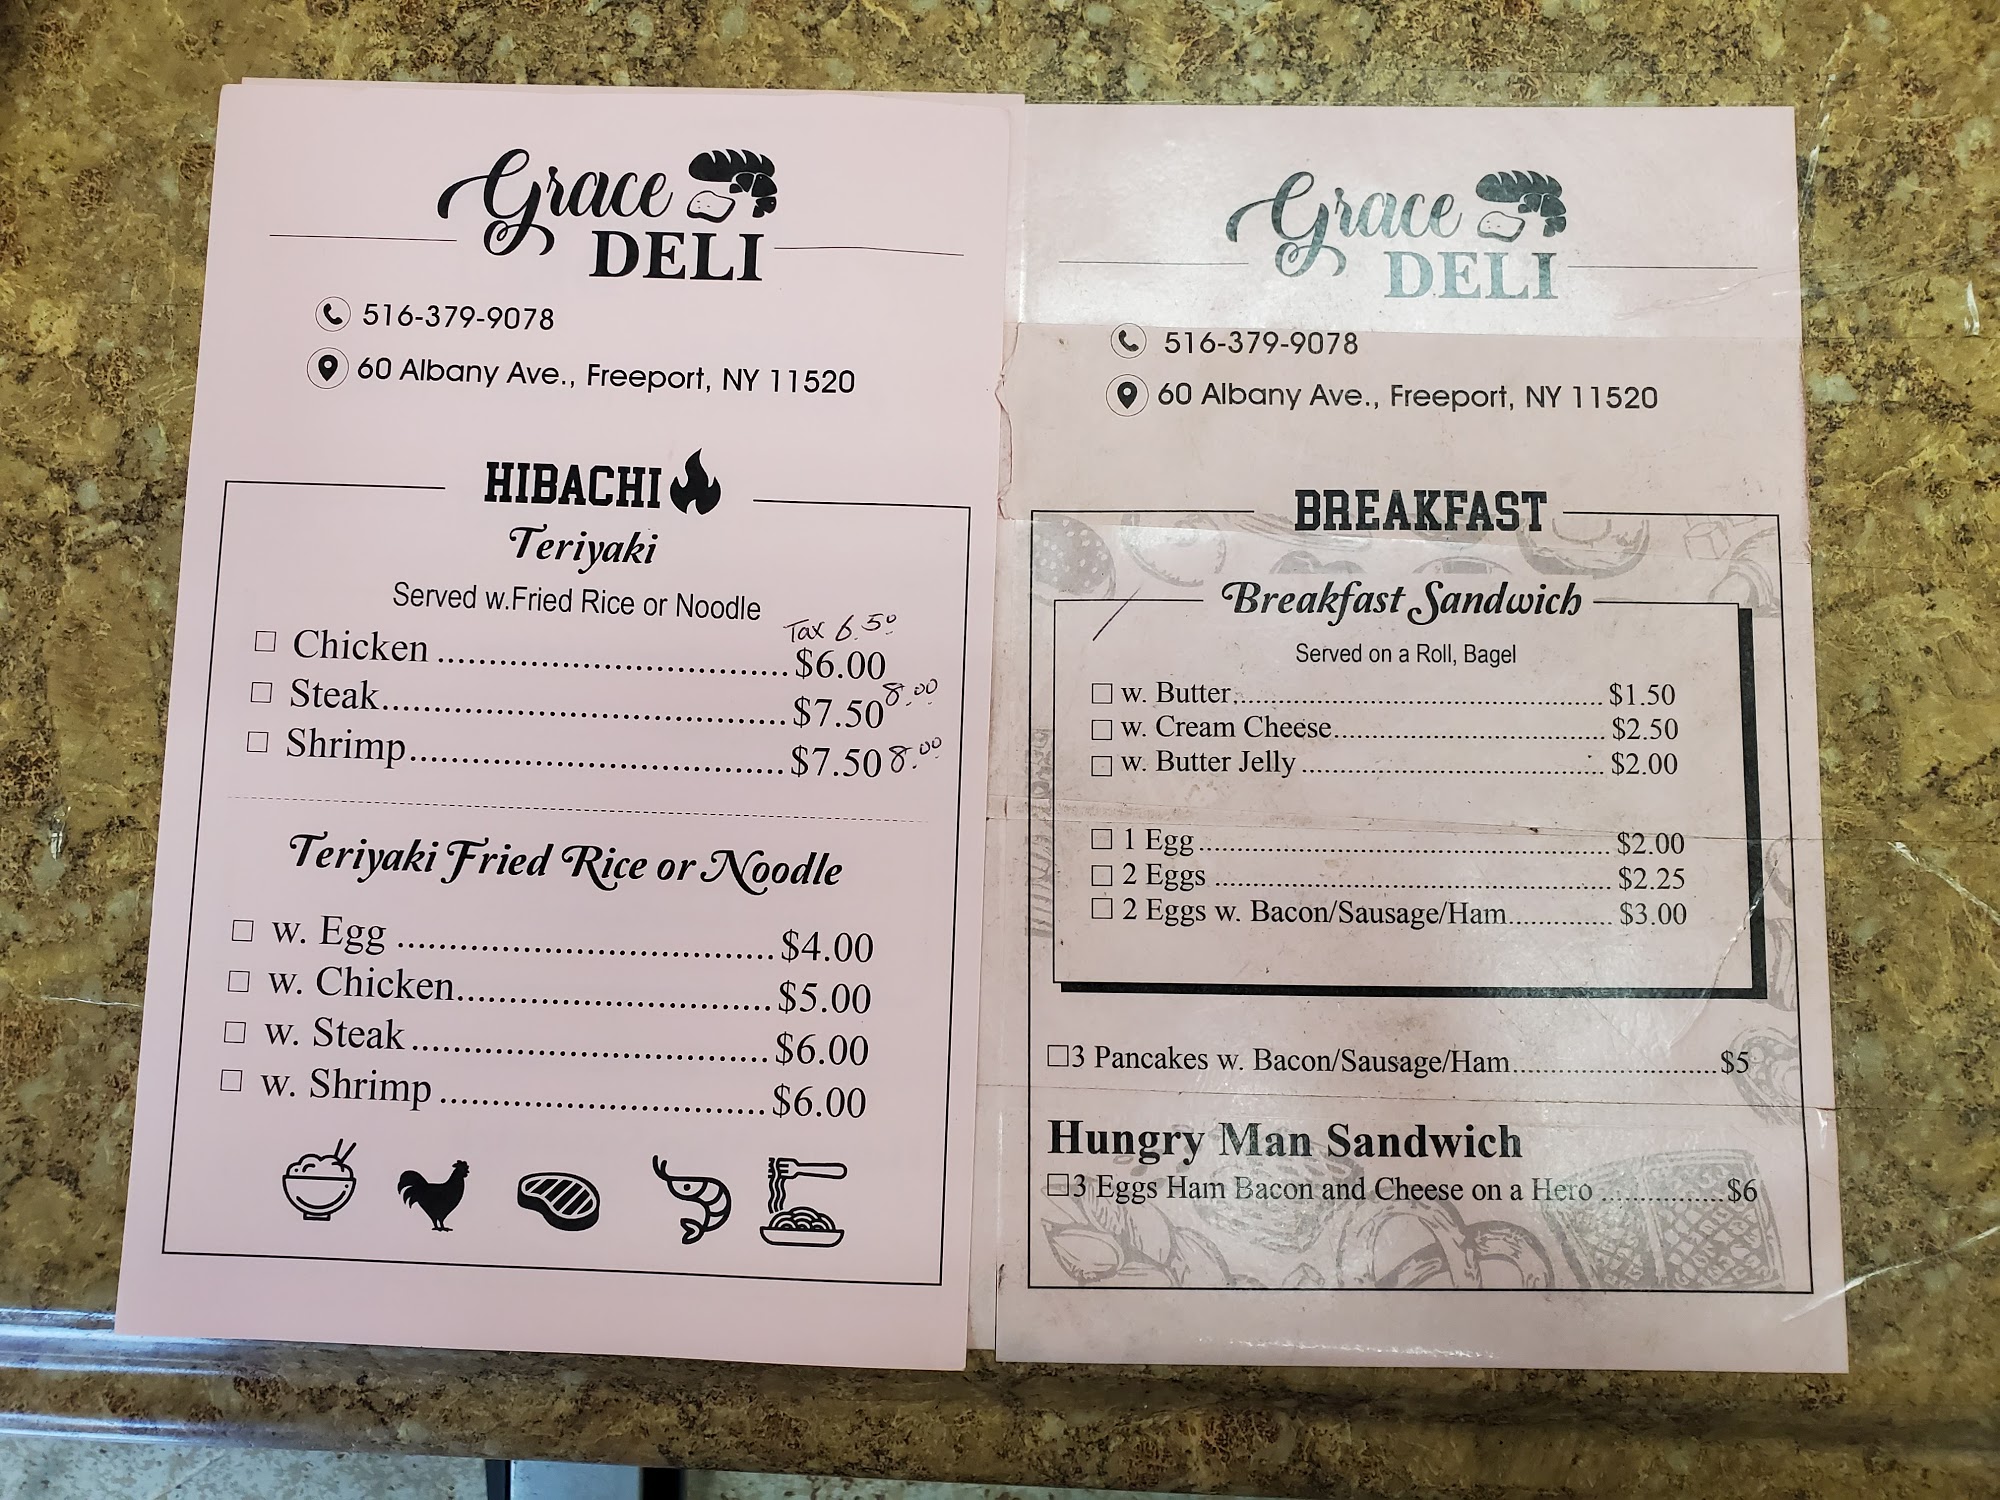 Grace
DELI
516-379-9078
60 Albany Ave., Freeport, NY 11520
HIBACHI
Teriyaki
Served w.Fried Rice or Noodle
Tax 6.50
Chicken ........ $6.00
Steak ........ $7.50 8.00
Shrimp ........ $7.50 8.00
Teriyaki Fried Rice or Noodle
w. Egg ........ $4.00
w. Chicken ........ $5.00
w. Steak ........ $6.00
w. Shrimp ........ $6.00
Grace
DELI
516-379-9078
60 Albany Ave., Freeport, NY 11520
BREAKFAST
Breakfast Sandwich
Served on a Roll, Bagel
w. Butter ........ $1.50
w. Cream Cheese ........ $2.50
w. Butter Jelly ........ $2.00
1 Egg ........ $2.00
2 Eggs ........ $2.25
2 Eggs w. Bacon/Sausage/Ham ........ $3.00
3 Pancakes w. Bacon/Sausage/Ham ........ $5
Hungry Man Sandwich
3 Eggs Ham Bacon and Cheese on a Hero ........ $6